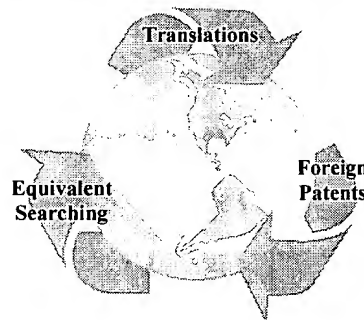 Translations
Foreign
Patents
Equivalent
Searching